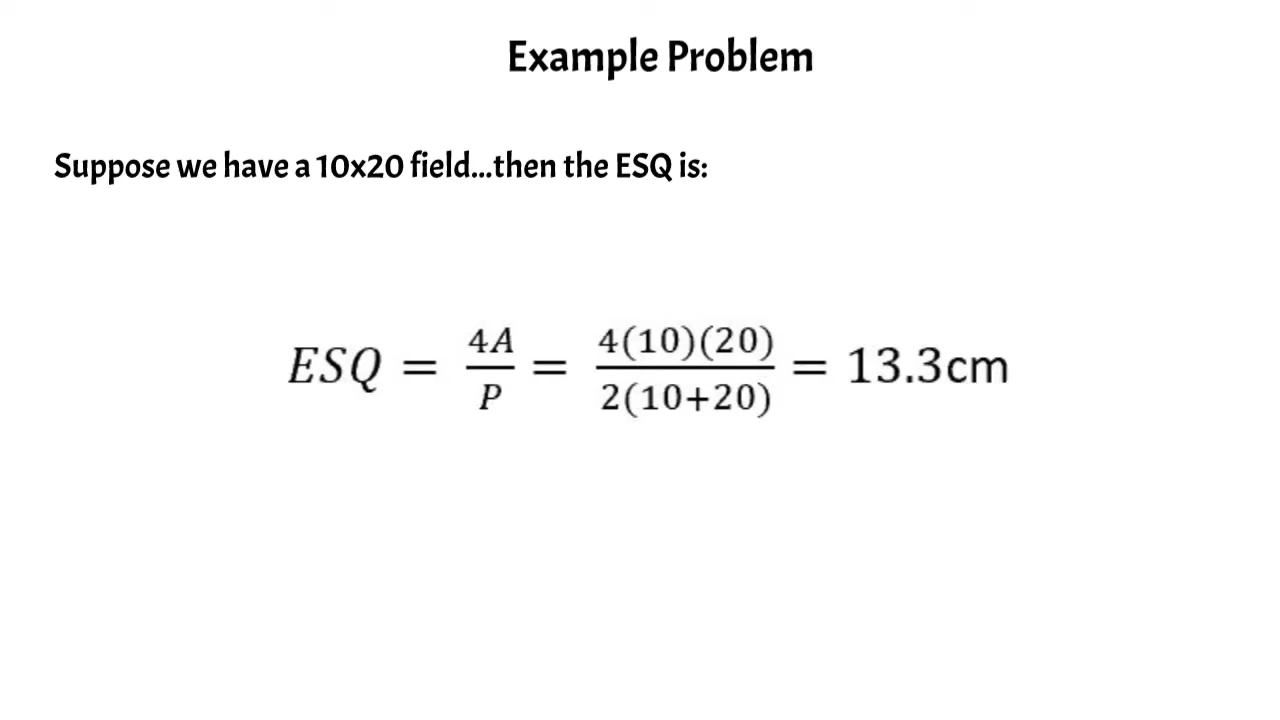 Example Problem
Suppose we have a 10x20 field...then the ESQ is:
ESQ = 4A/P = 4(10)(20)/2(10+20) = 13.3cm